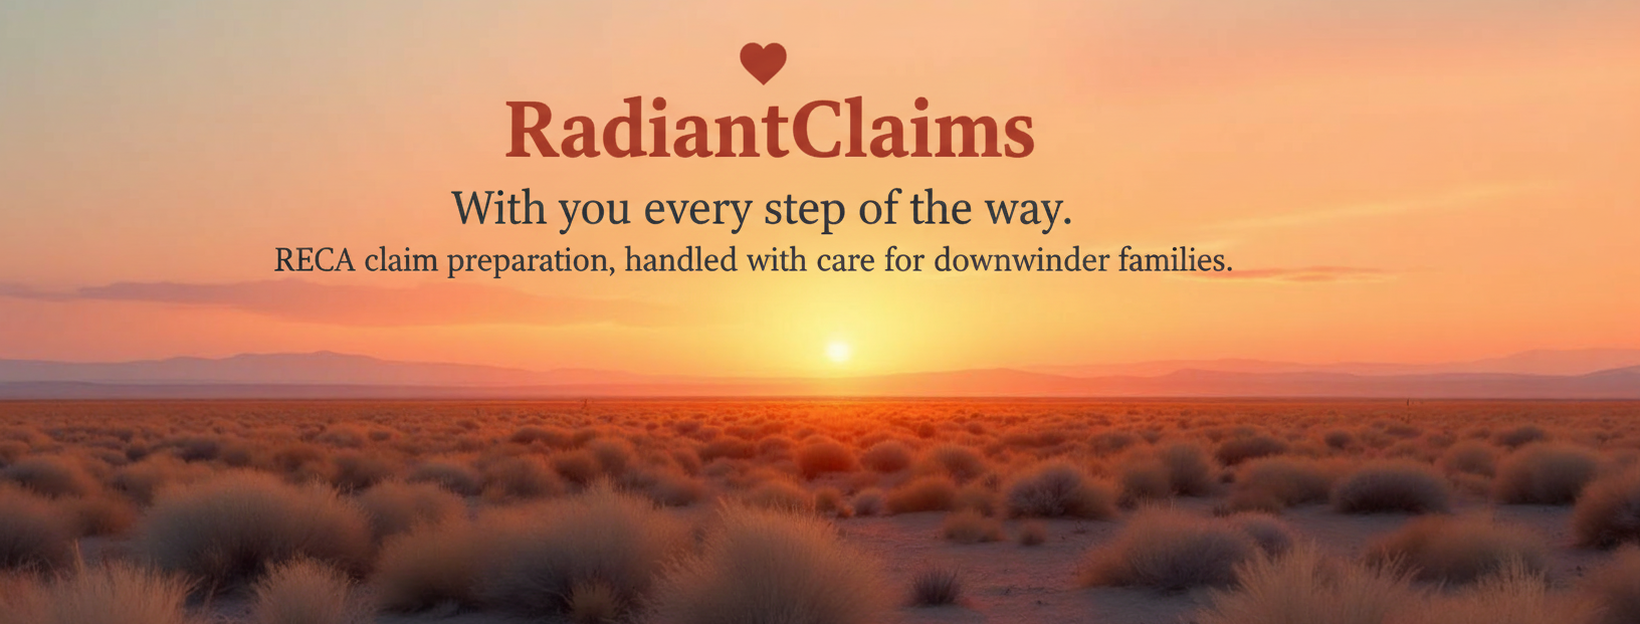 RadiantClaims
With you every step of the way.
RECA claim preparation, handled with care for downwinder families.